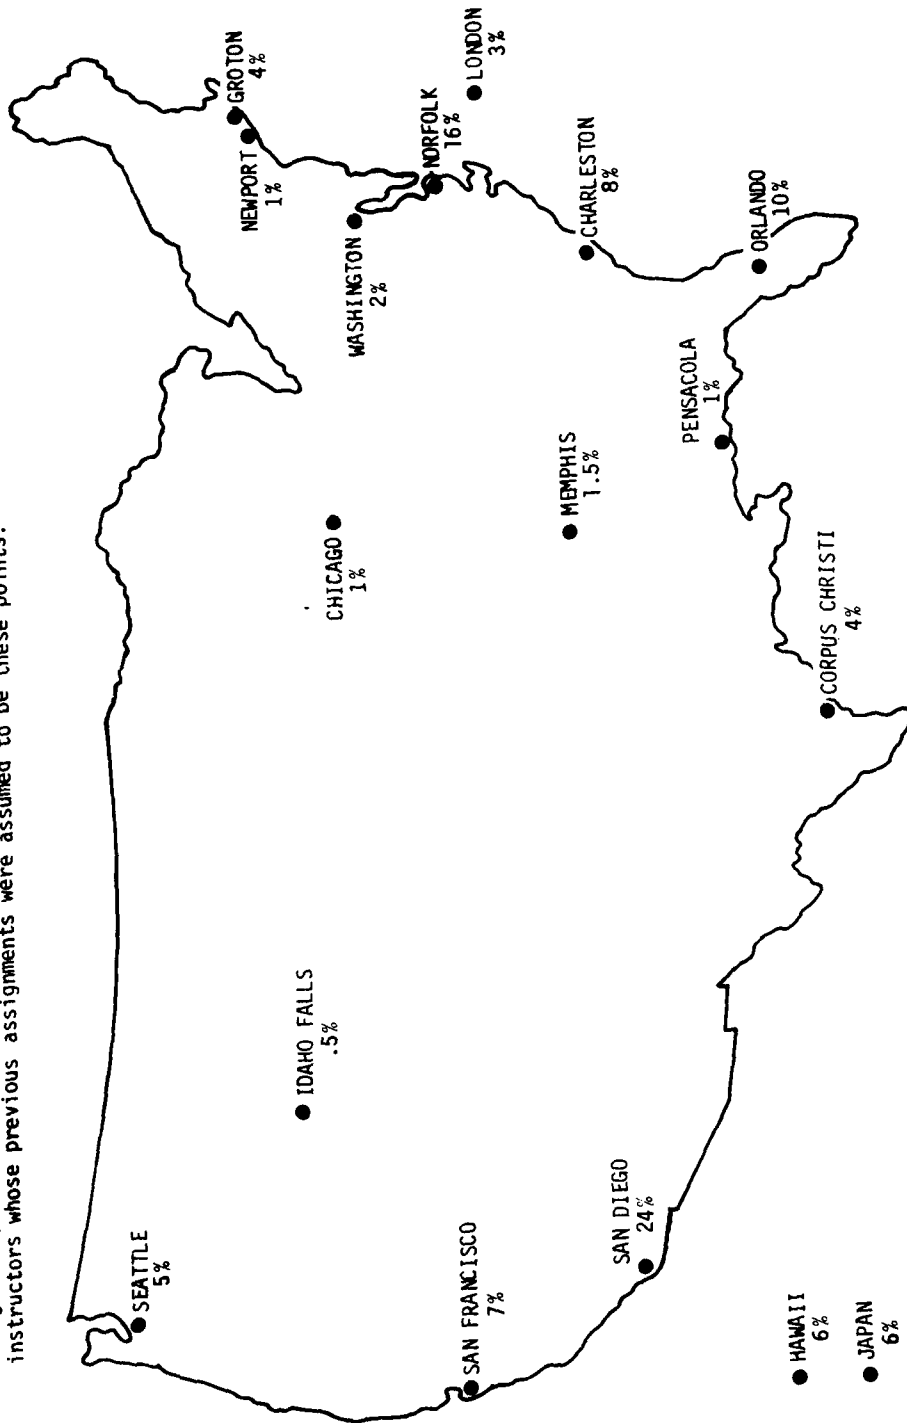 instructors whose previous assignments were assumed to be these points.
SEATTLE
5%
IDAHO FALLS
.5%
CHICAGO
1%
WASHINGTON
2%
NEWPORT
1%
GROTON
4%
NORFOLK
16%
LONDON
3%
CHARLESTON
8%
ORLANDO
10%
PENSACOLA
1%
MEMPHIS
1.5%
CORPUS CHRISTI
4%
SAN DIEGO
24%
SAN FRANCISCO
7%
HAWAII
6%
JAPAN
6%